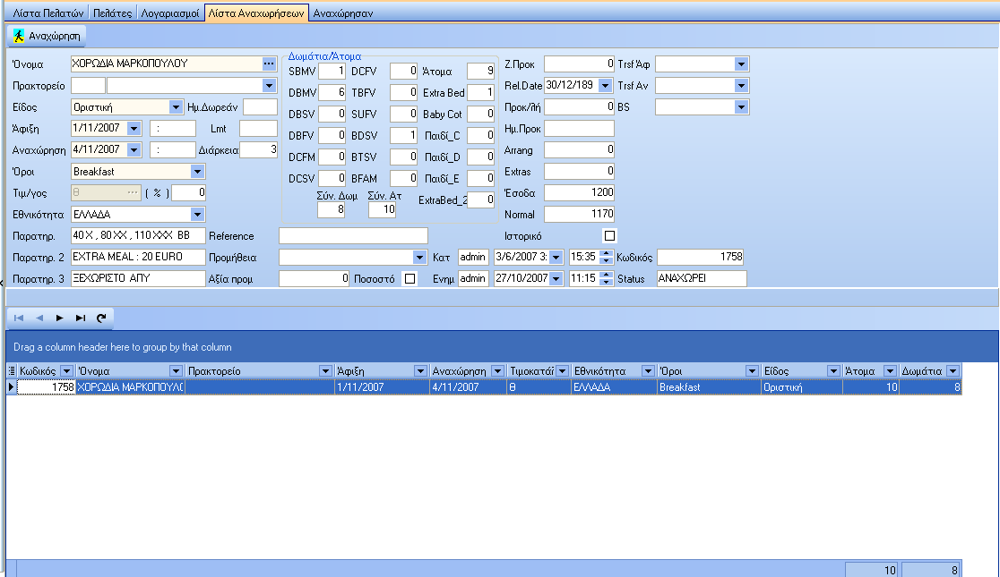 Λίστα Πελατών Πελάτες Λογαριασμοί Λίστα Αναχωρήσεων Αναχώρησαν
Αναχώρηση
Όνομα ΧΟΡΩΔΙΑ ΜΑΡΚΟΠΟΥΛΟΥ ...
Πρακτορείο
Είδος Οριστική Ημ.Δωρεάν
Άφιξη 1/11/2007 : Lmt
Αναχώρηση 4/11/2007 : Διάρκεια 3
Όροι Breakfast
Τιμ/γος θ ... ( % ) 0
Εθνικότητα ΕΛΛΑΔΑ
Παρατηρ. 40 X , 80 XX , 110 XXX BB Reference
Παρατηρ. 2 EXTRA MEAL : 20 EURO Προμήθεια
Παρατηρ. 3 ΞΕΧΩΡΙΣΤΟ ΑΠΥ Αξία προμ 0 Ποσοστό
Δωμάτια/Άτομα
SBMV 1 DCFV 0 Άτομα 9
DBMV 6 TBFV 0 Extra Bed 1
DBSV 0 SUFV 0 Baby Cot 0
DBFV 0 BDSV 1 Παιδί_C 0
DCFM 0 BTSV 0 Παιδί_D 0
DCSV 0 BFAM 0 Παιδί_E 0
Σύν. Δωμ Σύν. Ατ ExtraBed_2 0
8 10
Ζ.Προκ 0 Trsf Άφ
Rel.Date 30/12/189 Trsf Αν
Προκ/λή 0 BS
Ημ.Προκ
Arrang 0
Extras 0
Έσοδα 1200
Normal 1170
Ιστορικό
Κατ admin 3/6/2007 3: 15:35 Κωδικός 1758
Ενημ admin 27/10/2007 11:15 Status ΑΝΑΧΩΡΕΙ
Drag a column header here to group by that column
Κωδικός Όνομα Πρακτορείο Άφιξη Αναχώρηση Τιμοκατάλ Εθνικότητα Όροι Είδος Άτομα Δωμάτια
1758 ΧΟΡΩΔΙΑ ΜΑΡΚΟΠΟΥΛΟ 1/11/2007 4/11/2007 θ ΕΛΛΑΔΑ Breakfast Οριστική 10 8
10 8